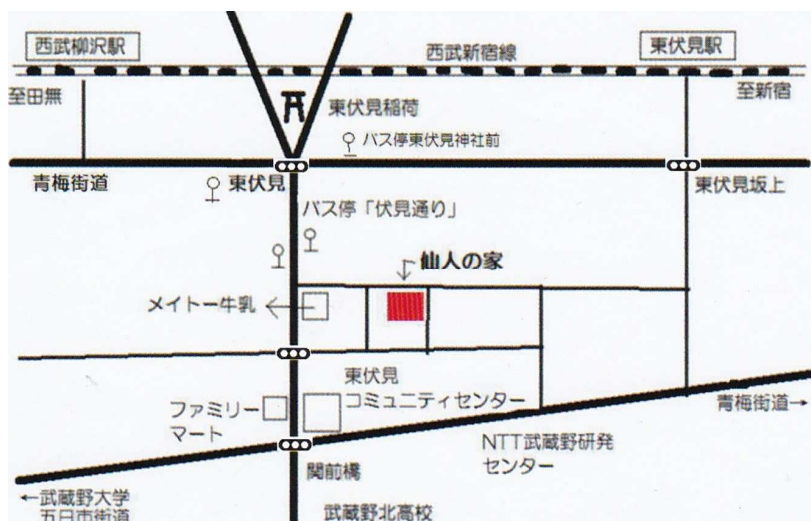 西武柳沢駅
西武新宿線
東伏見駅
至田無
至新宿
東伏見稲荷
バス停東伏見神社前
青梅街道
東伏見
東伏見坂上
バス停「伏見通り」
仙人の家
メイトー牛乳
東伏見
コミュニティセンター
ファミリー
マート
青梅街道→
NTT武蔵野研発
センター
関前橋
←武蔵野大学
五日市街道
武蔵野北高校